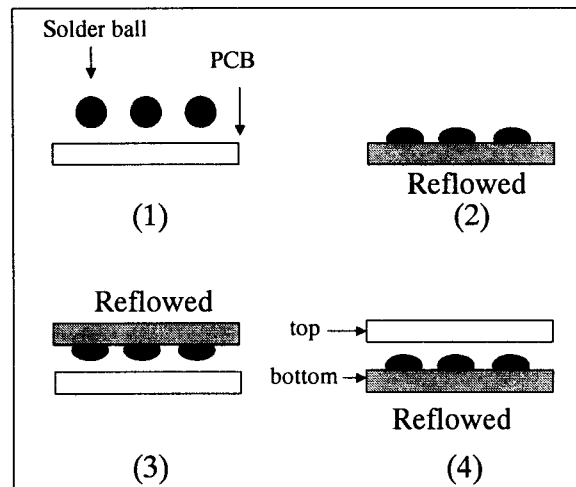 Solder ball
PCB
Reflowed
(1)
(2)
Reflowed
top
bottom
Reflowed
(3)
(4)